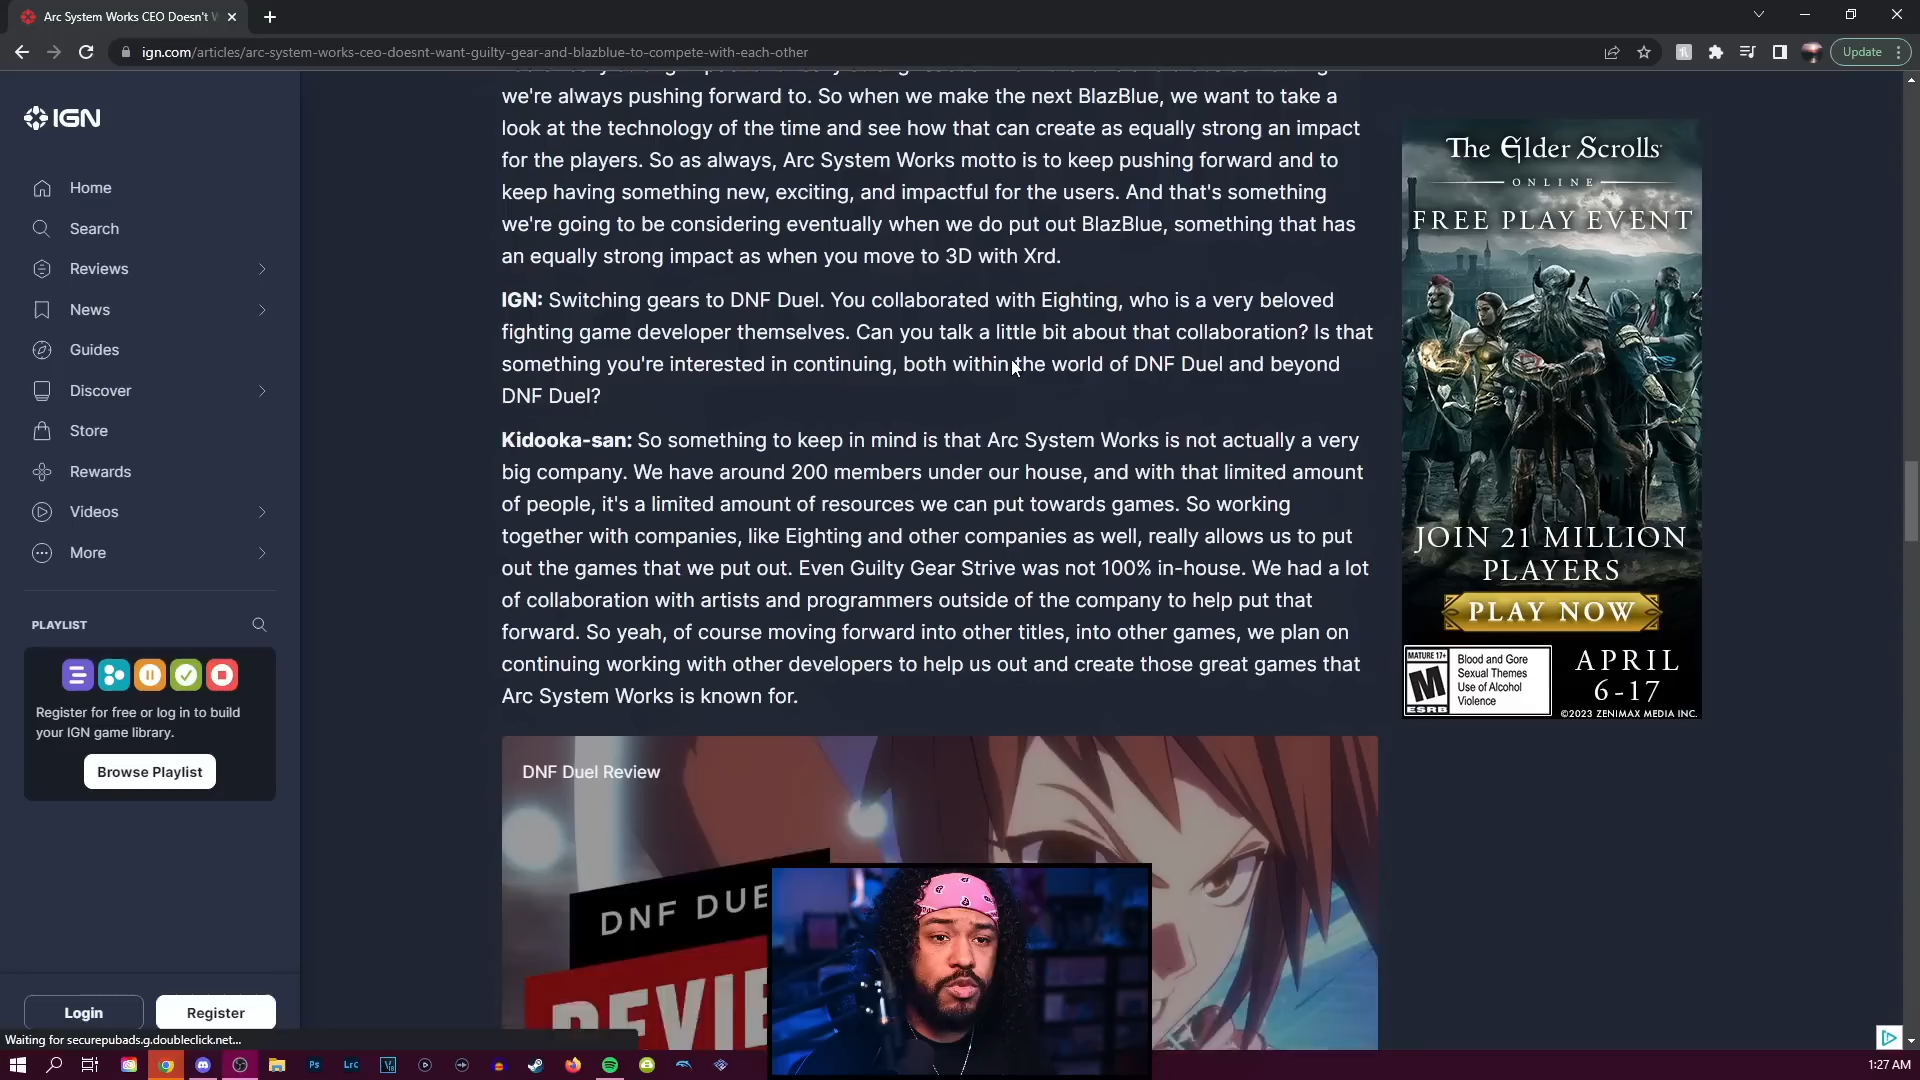 Arc System Works CEO Doesn't W
ign.com/articles/arc-system-works-ceo-doesnt-want-guilty-gear-and-blazblue-to-compete-with-each-other
Update
IGN
Home
Search
Reviews
News
Guides
Discover
Store
Rewards
Videos
More
PLAYLIST
Register for free or log in to build
your IGN game library.
Browse Playlist
Login
Register
Waiting for securepubads.g.doubleclick.net...
we're always pushing forward to. So when we make the next BlazBlue, we want to take a
look at the technology of the time and see how that can create as equally strong an impact
for the players. So as always, Arc System Works motto is to keep pushing forward and to
keep having something new, exciting, and impactful for the users. And that's something
we're going to be considering eventually when we do put out BlazBlue, something that has
an equally strong impact as when you move to 3D with Xrd.
IGN: Switching gears to DNF Duel. You collaborated with Eighting, who is a very beloved
fighting game developer themselves. Can you talk a little bit about that collaboration? Is that
something you're interested in continuing, both within the world of DNF Duel and beyond
DNF Duel?
Kidooka-san: So something to keep in mind is that Arc System Works is not actually a very
big company. We have around 200 members under our house, and with that limited amount
of people, it's a limited amount of resources we can put towards games. So working
together with companies, like Eighting and other companies as well, really allows us to put
out the games that we put out. Even Guilty Gear Strive was not 100% in-house. We had a lot
of collaboration with artists and programmers outside of the company to help put that
forward. So yeah, of course moving forward into other titles, into other games, we plan on
continuing working with other developers to help us out and create those great games that
Arc System Works is known for.
DNF Duel Review
DNF DUE
REVIE
The Elder Scrolls
ONLINE
FREE PLAY EVENT
JOIN 21 MILLION
PLAYERS
PLAY NOW
MATURE 17+
M
ESRB
Blood and Gore
Sexual Themes
Use of Alcohol
Violence
APRIL
6-17
©2023 ZENIMAX MEDIA INC.
Ps
Lrc
1:27 AM